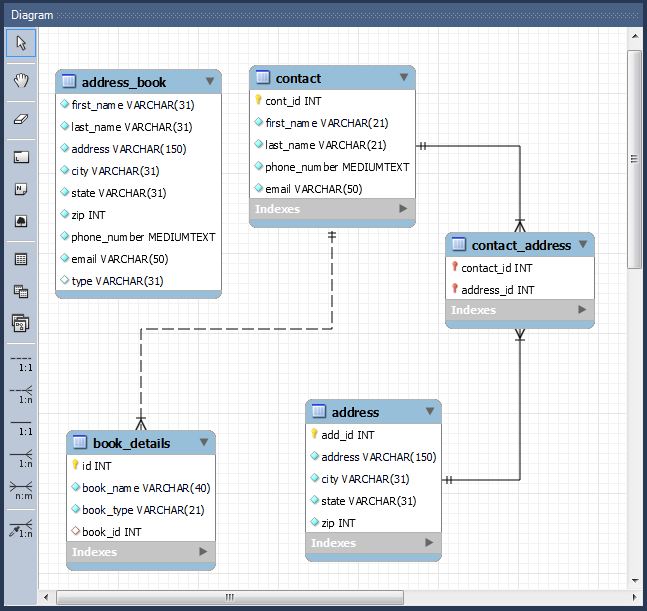 Diagram
address_book
first_name VARCHAR(31)
last_name VARCHAR(31)
address VARCHAR(150)
city VARCHAR(31)
state VARCHAR(31)
zip INT
phone_number MEDIUMTEXT
email VARCHAR(50)
type VARCHAR(31)
contact
cont_id INT
first_name VARCHAR(21)
last_name VARCHAR(21)
phone_number MEDIUMTEXT
email VARCHAR(50)
Indexes
contact_address
contact_id INT
address_id INT
Indexes
book_details
id INT
book_name VARCHAR(40)
book_type VARCHAR(21)
book_id INT
Indexes
address
add_id INT
address VARCHAR(150)
city VARCHAR(31)
state VARCHAR(31)
zip INT
Indexes
1:1
1:n
1:1
1:n
n:m
1:n